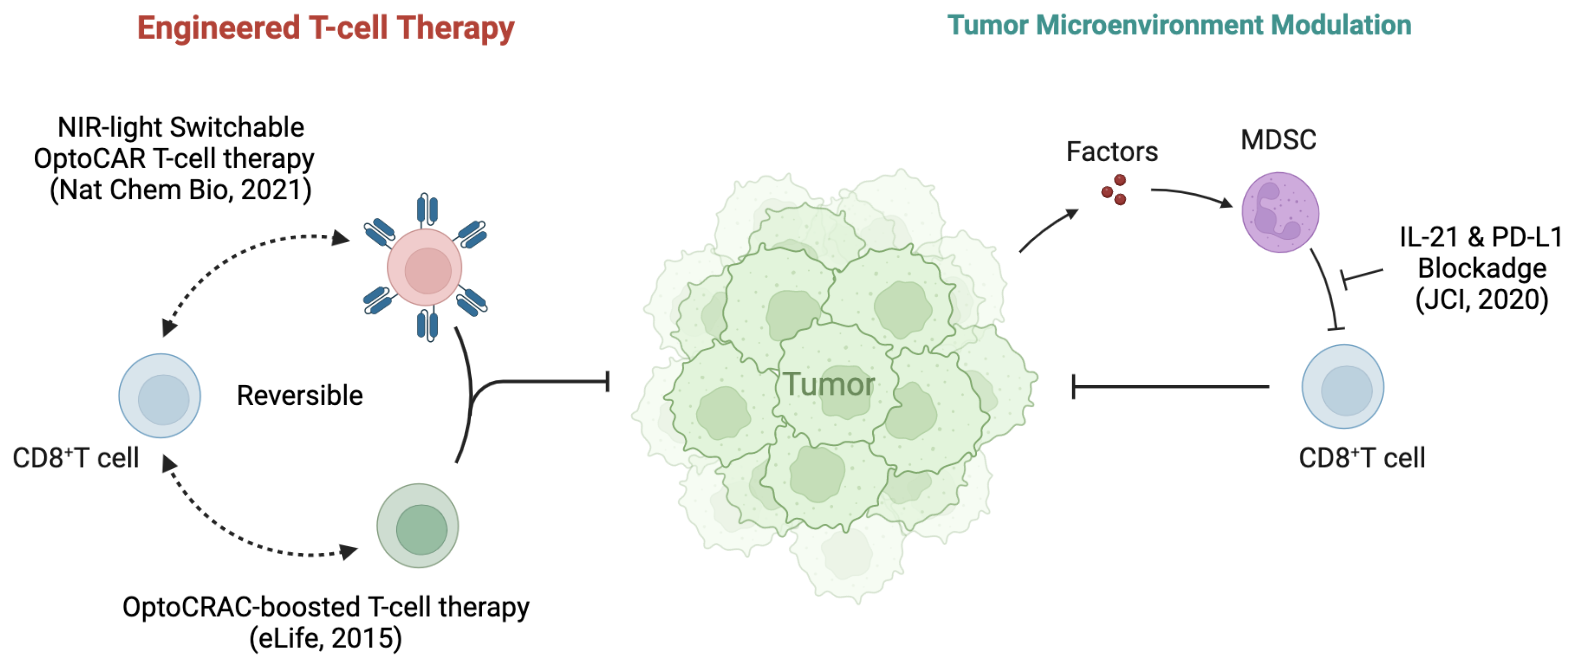 Engineered T-cell Therapy
NIR-light Switchable
OptoCAR T-cell therapy
(Nat Chem Bio, 2021)
Reversible
CD8⁺T cell
OptoCRAC-boosted T-cell therapy
(eLife, 2015)
Tumor
Tumor Microenvironment Modulation
Factors
MDSC
IL-21 & PD-L1
Blockadge
(JCI, 2020)
CD8⁺T cell